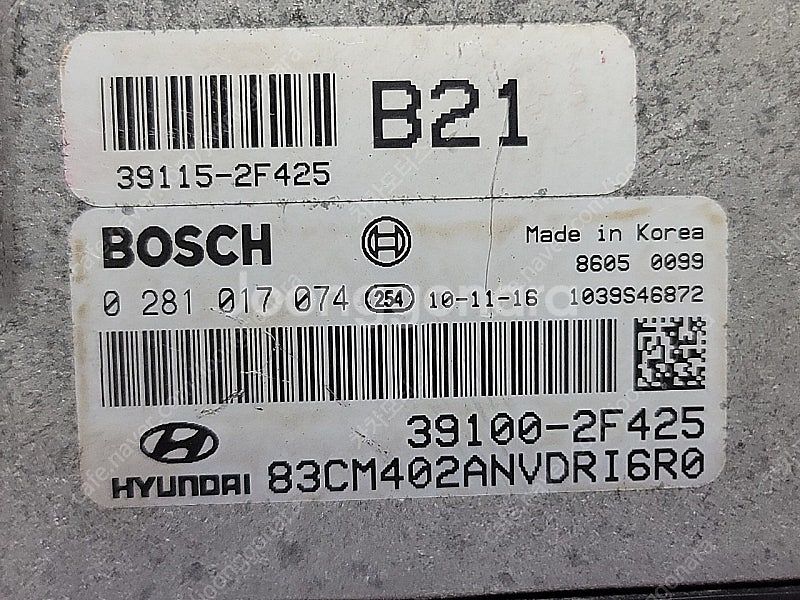 B21
39115-2F425
BOSCH
Made in Korea
8605 0099
0 281 017 074 254 10-11-16 1039S46872
39100-2F425
HYUNDAI 83CM402ANVDRI6R0
joonggonara